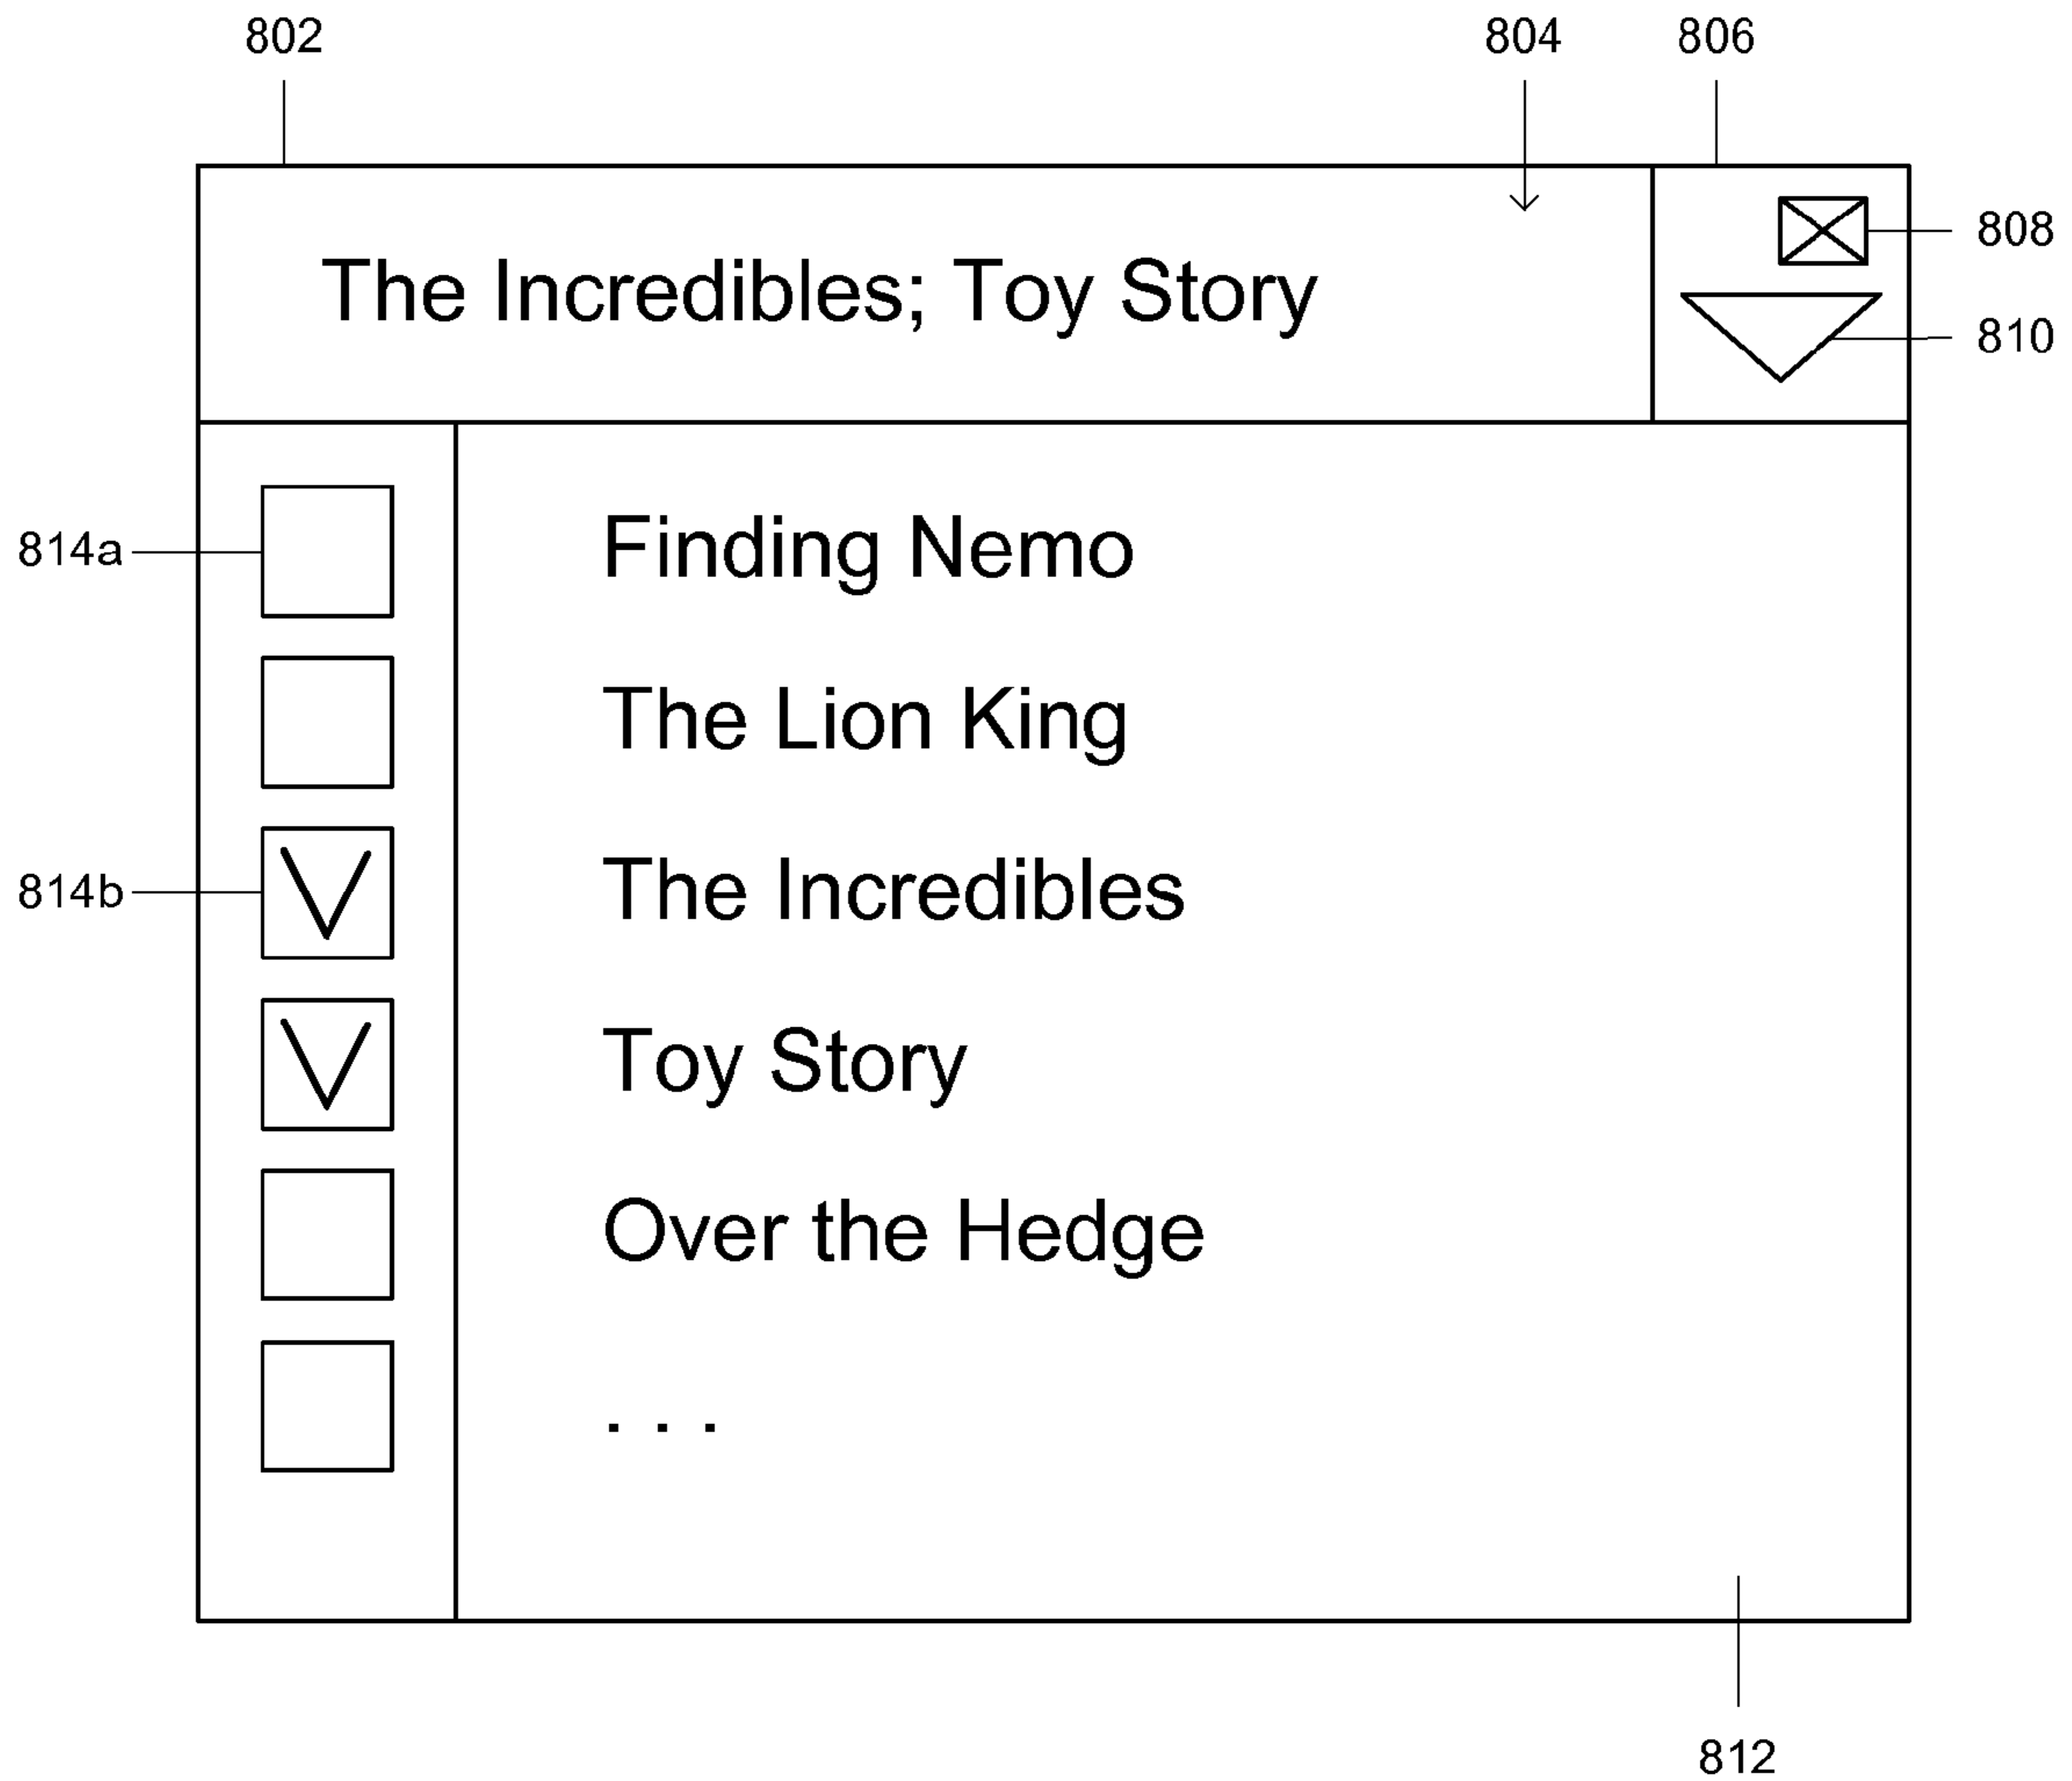 802 804 806
The Incredibles; Toy Story
808
810
814a Finding Nemo
The Lion King
814b The Incredibles
Toy Story
Over the Hedge
. . .
812